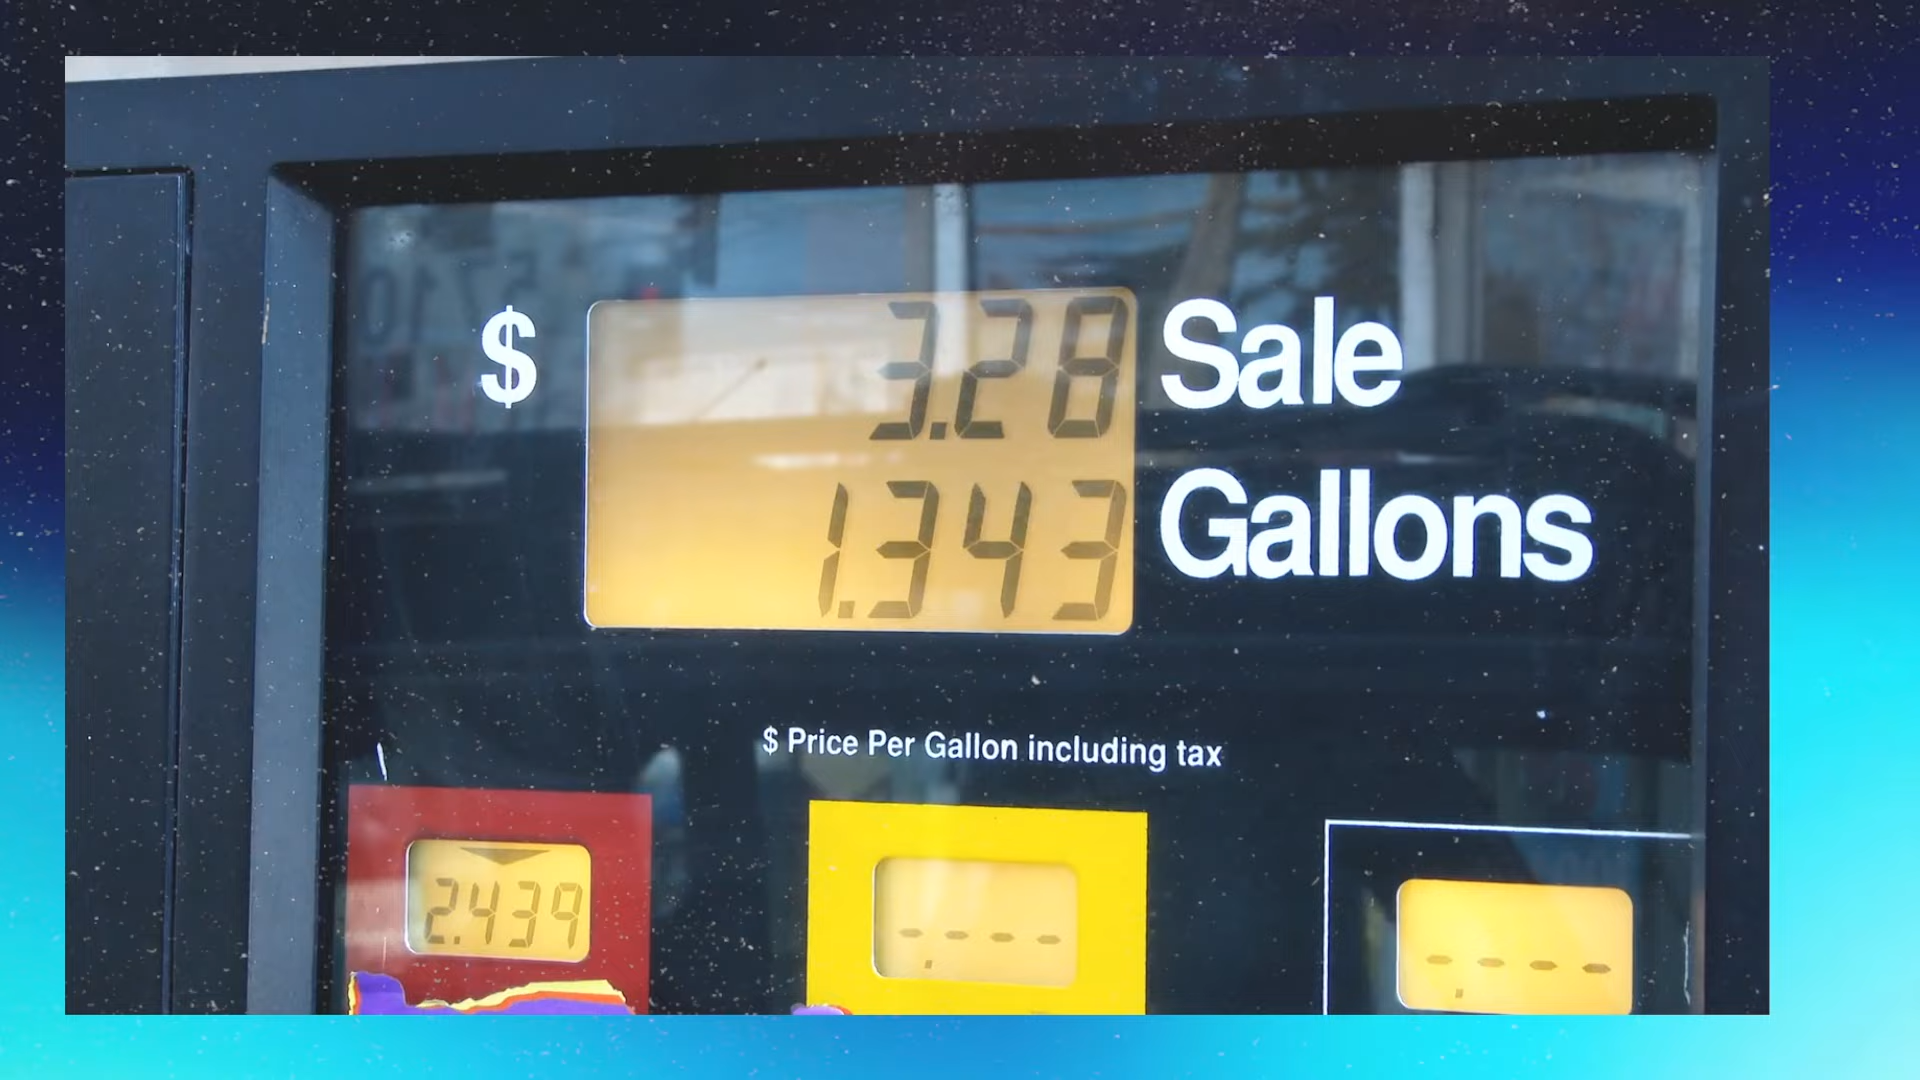 $ 3.28 Sale
1.343 Gallons
$ Price Per Gallon including tax
2.439
-.---
-.---